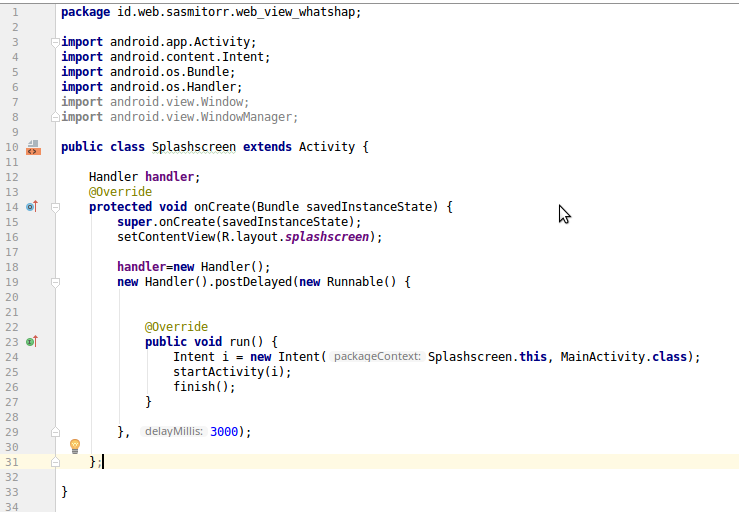 1 package id.web.sasmitorr.web_view_whatshap;
2
3 import android.app.Activity;
4 import android.content.Intent;
5 import android.os.Bundle;
6 import android.os.Handler;
7 import android.view.Window;
8 import android.view.WindowManager;
9
10 public class Splashscreen extends Activity {
11
12 Handler handler;
13 @Override
14 protected void onCreate(Bundle savedInstanceState) {
15 super.onCreate(savedInstanceState);
16 setContentView(R.layout.splashscreen);
17
18 handler=new Handler();
19 new Handler().postDelayed(new Runnable() {
20
21
22 @Override
23 public void run() {
24 Intent i = new Intent( packageContext: Splashscreen.this, MainActivity.class);
25 startActivity(i);
26 finish();
27 }
28
29 }, delayMillis: 3000);
30
31 };
32
33 }
34